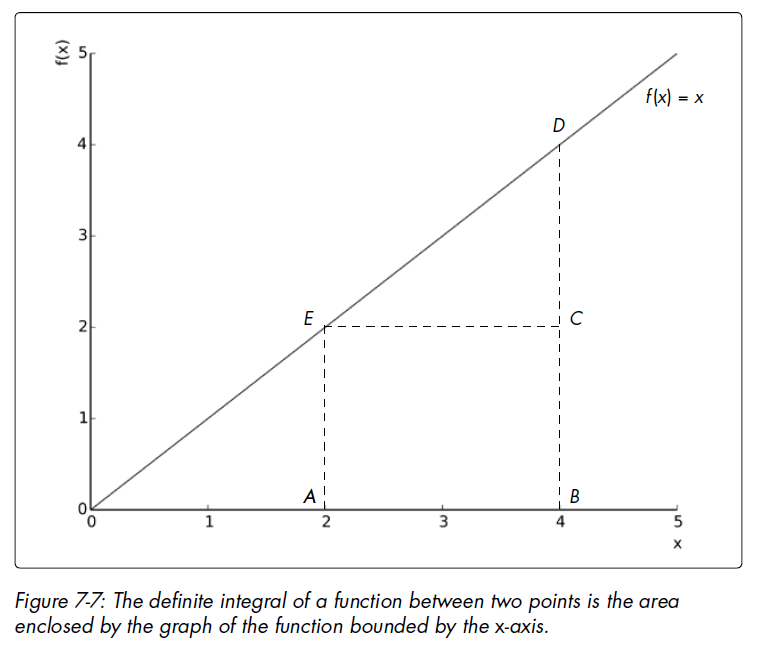 f(x)
5
f(x) = x
D
4
3
E
C
2
1
A
B
0
0 1 2 3 4 5
x
Figure 7-7: The definite integral of a function between two points is the area
enclosed by the graph of the function bounded by the x-axis.